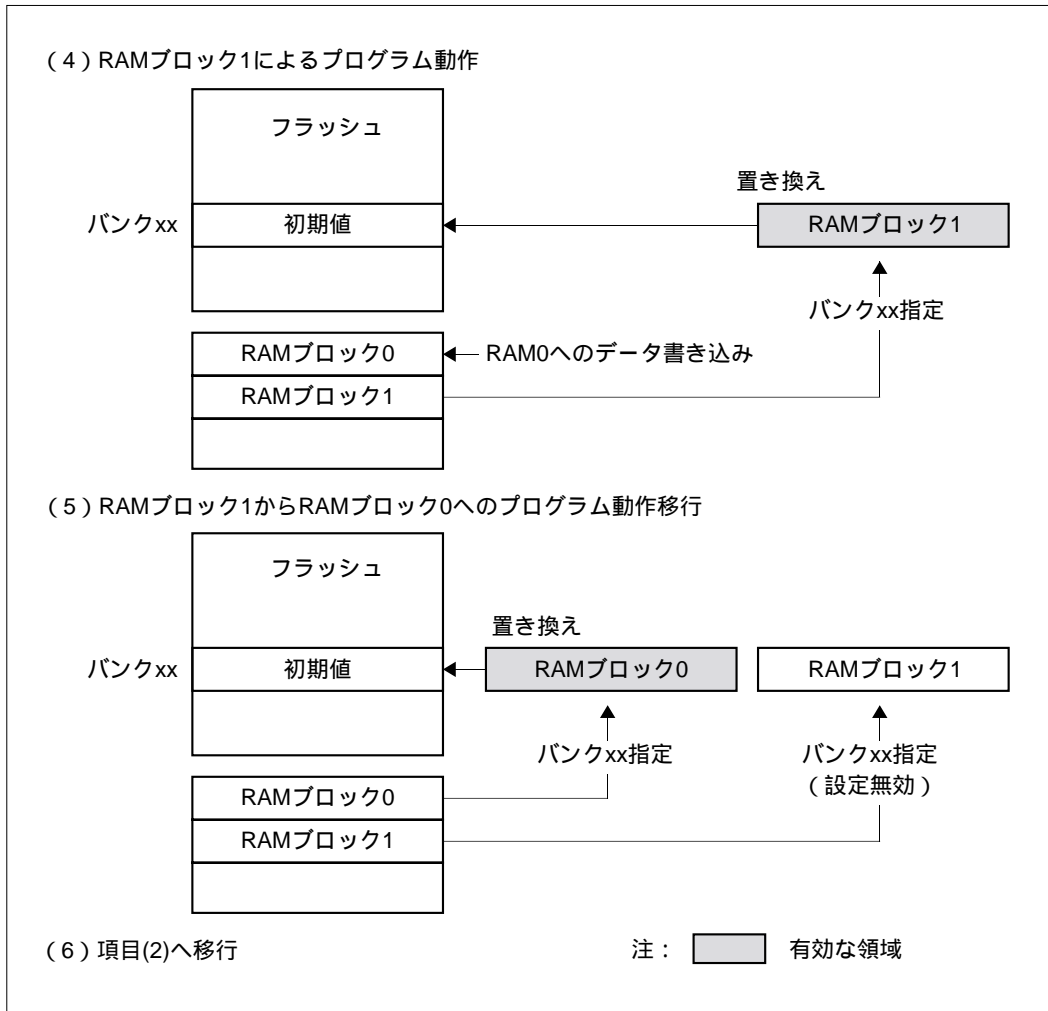 （4）RAMブロック1によるプログラム動作
フラッシュ
置き換え
バンクxx
初期値
RAMブロック1
バンクxx指定
RAMブロック0
RAM0へのデータ書き込み
RAMブロック1
（5）RAMブロック1からRAMブロック0へのプログラム動作移行
フラッシュ
置き換え
バンクxx
初期値
RAMブロック0
RAMブロック1
バンクxx指定
バンクxx指定
（設定無効）
RAMブロック0
RAMブロック1
（6）項目(2)へ移行
注：
有効な領域